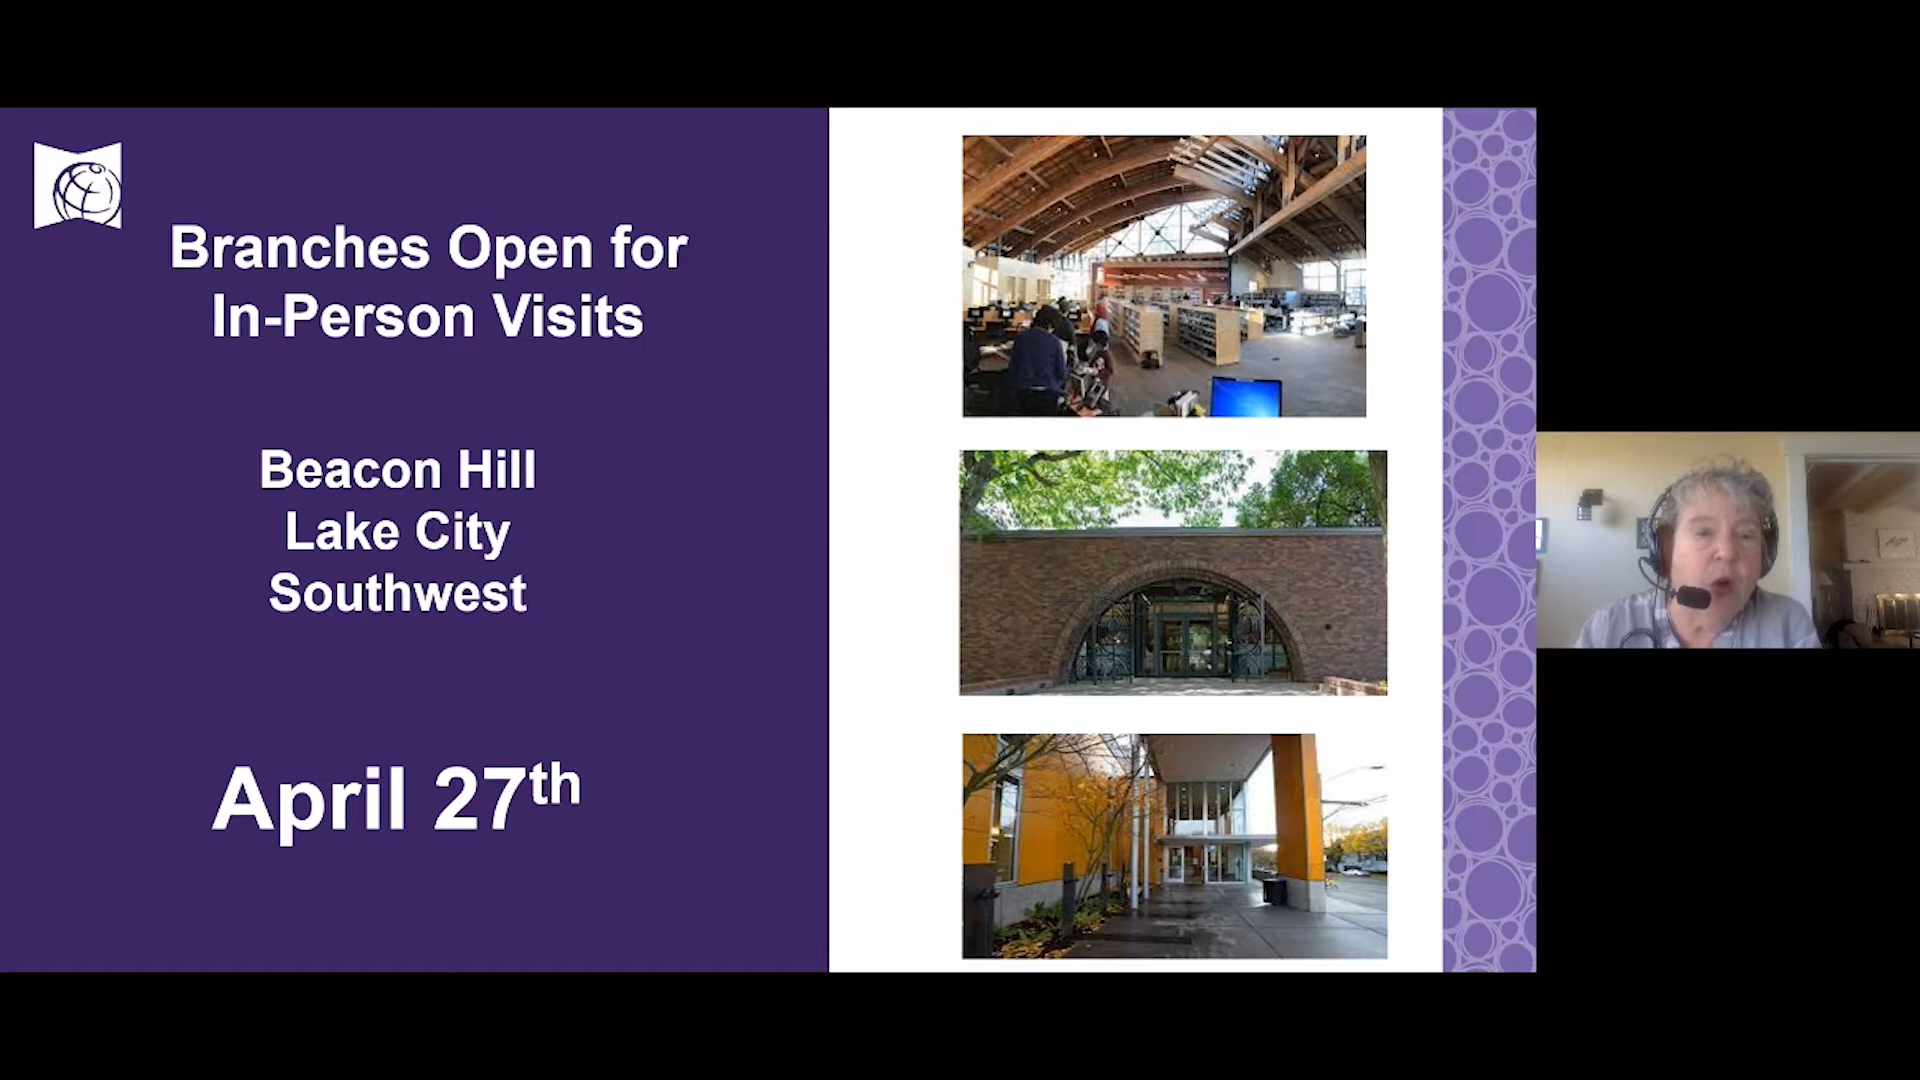 Branches Open for
In-Person Visits
Beacon Hill
Lake City
Southwest
April 27th